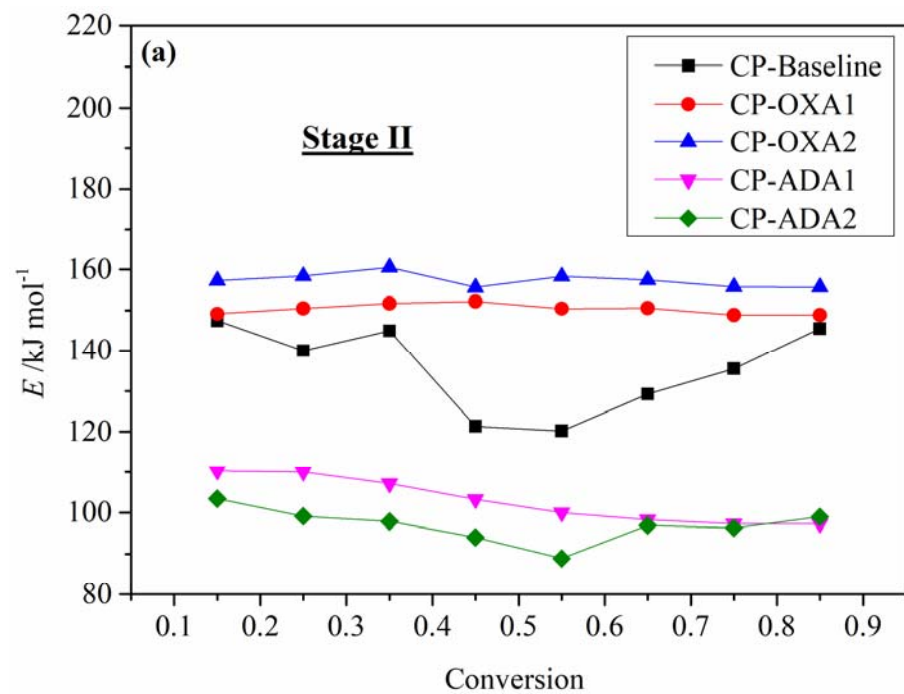 (a)
Stage II
CP-Baseline
CP-OXA1
CP-OXA2
CP-ADA1
CP-ADA2
220
200
180
160
140
120
100
80
E /kJ mol⁻¹
0.1 0.2 0.3 0.4 0.5 0.6 0.7 0.8 0.9
Conversion